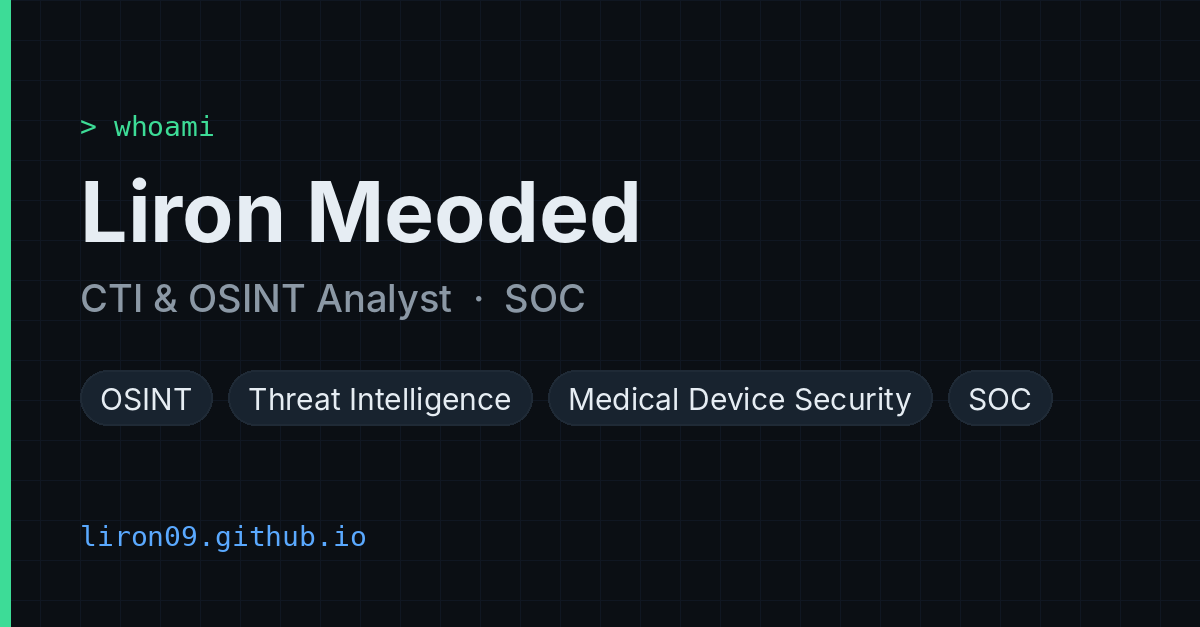 > whoami
Liron Meoded
CTI & OSINT Analyst · SOC
OSINT Threat Intelligence Medical Device Security SOC
liron09.github.io